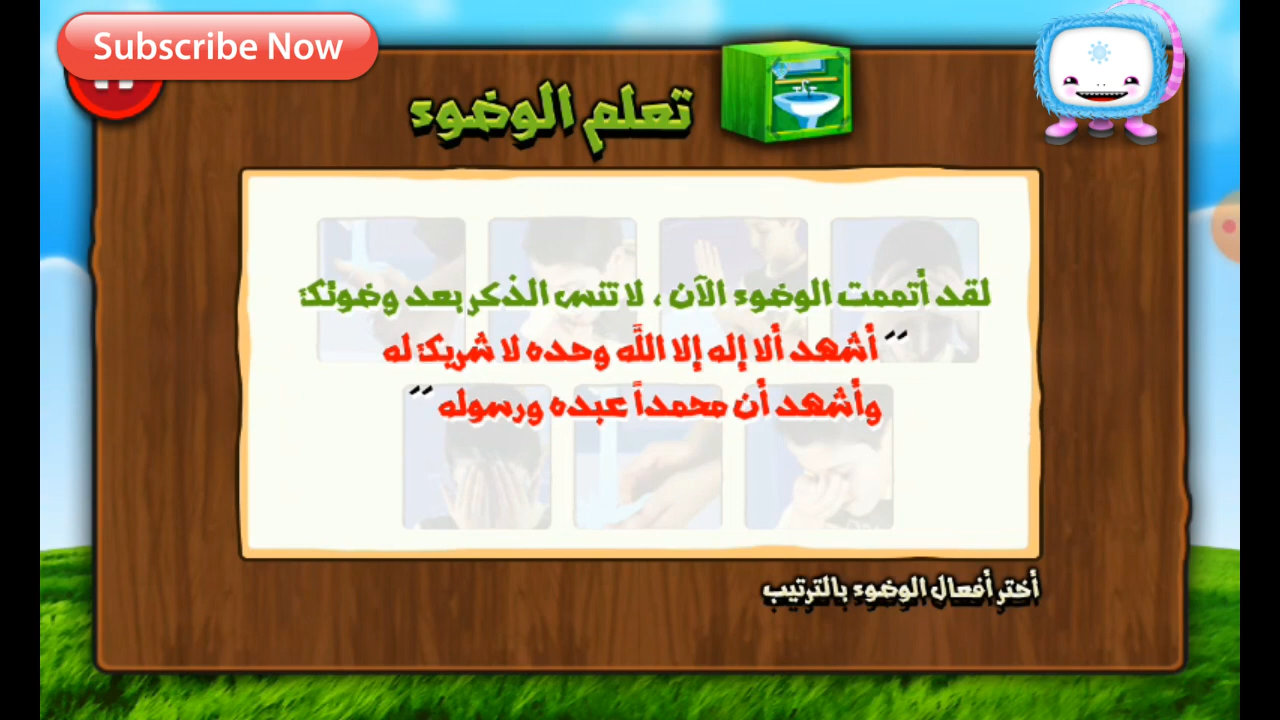 Subscribe Now
تعلم الوضوء
لقد أتممت الوضوء الآن ، لا تنس الذكر بعد وضوئك
" أشهد ألا إله إلا اللَّه وحده لا شريك له
وأشهد أن محمداً عبده ورسوله "
أختر أفعال الوضوء بالترتيب